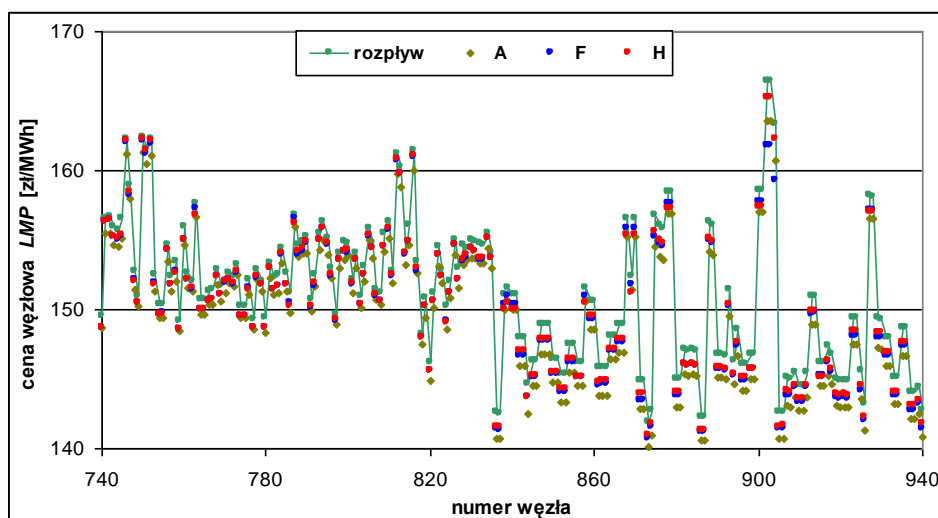 170
rozpływ A F H
160
150
140
740 780 820 860 900 940
cena węzłowa LMP [zł/MWh]
numer węzła